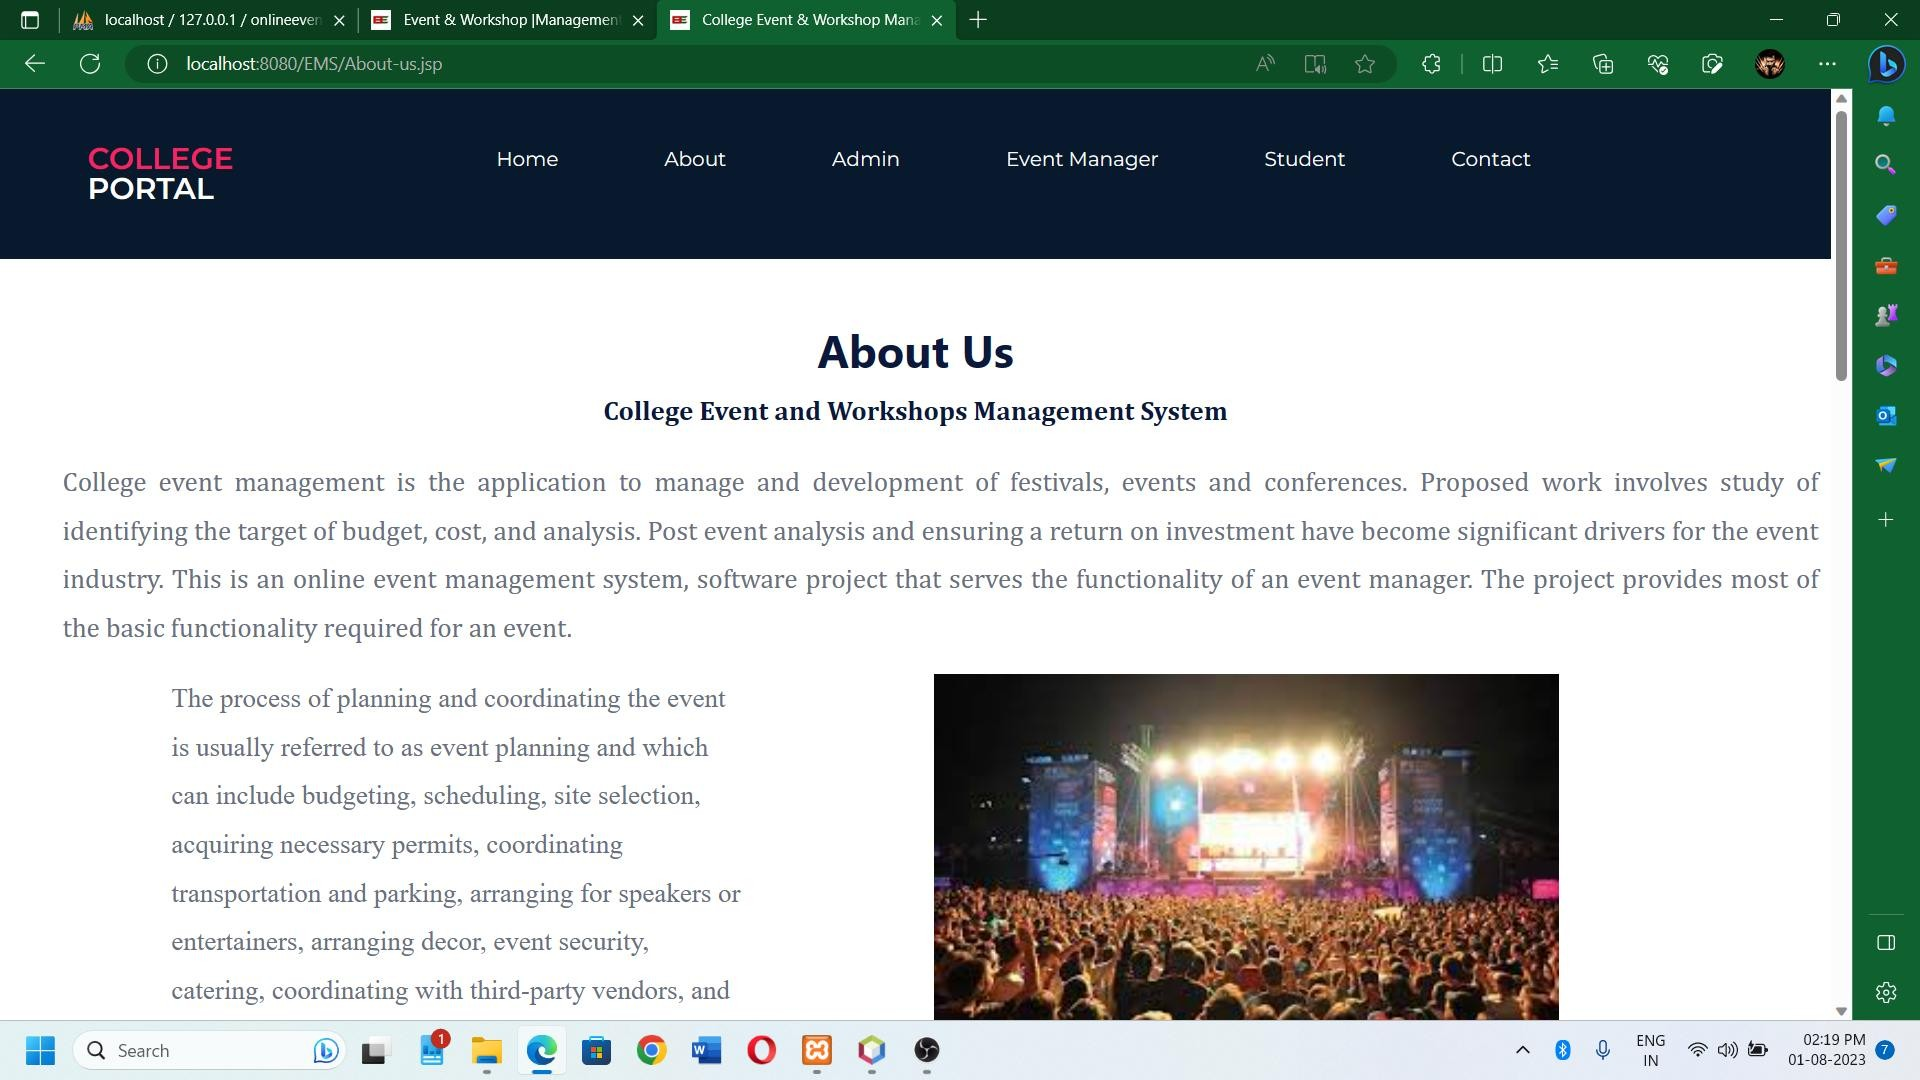 localhost / 127.0.0.1 / onlineeven
Event & Workshop |Management
College Event & Workshop Mana
localhost:8080/EMS/About-us.jsp
COLLEGE
PORTAL
Home
About
Admin
Event Manager
Student
Contact
About Us
College Event and Workshops Management System
College event management is the application to manage and development of festivals, events and conferences. Proposed work involves study of
identifying the target of budget, cost, and analysis. Post event analysis and ensuring a return on investment have become significant drivers for the event
industry. This is an online event management system, software project that serves the functionality of an event manager. The project provides most of
the basic functionality required for an event.
The process of planning and coordinating the event
is usually referred to as event planning and which
can include budgeting, scheduling, site selection,
acquiring necessary permits, coordinating
transportation and parking, arranging for speakers or
entertainers, arranging decor, event security,
catering, coordinating with third-party vendors, and
Search
1
ENG
IN
02:19 PM
01-08-2023
7